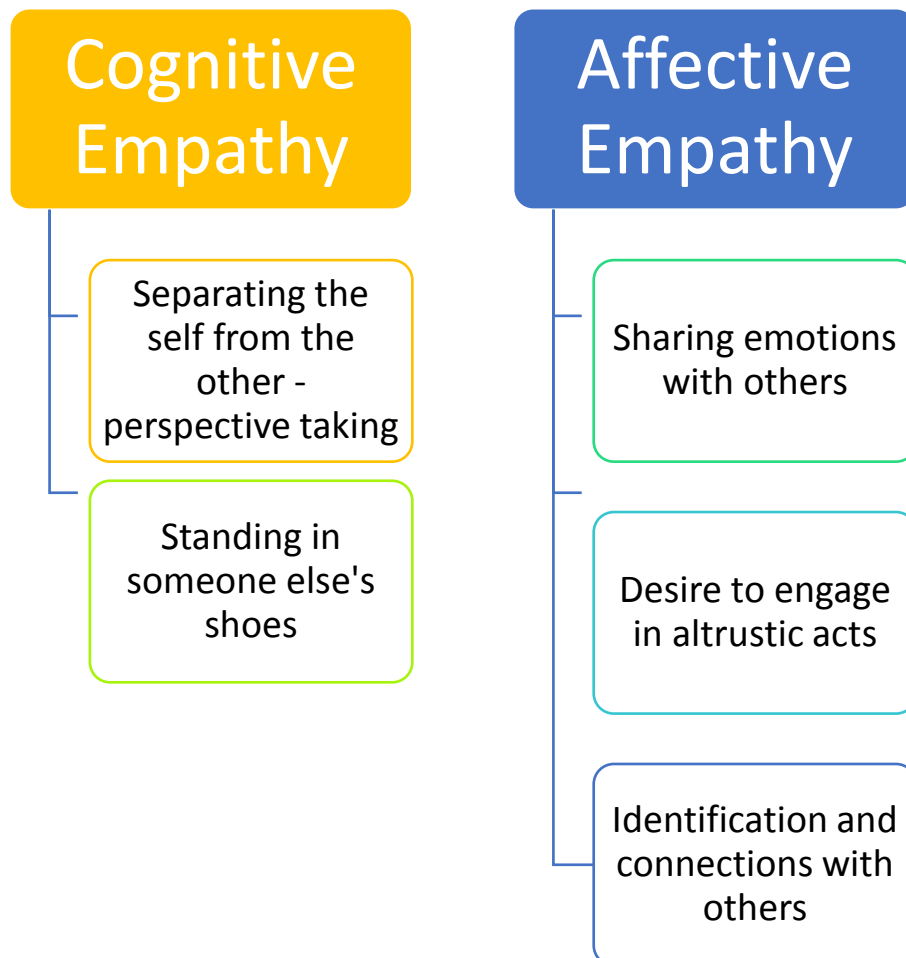 Cognitive
Empathy
Separating the
self from the
other -
perspective taking
Standing in
someone else's
shoes
Affective
Empathy
Sharing emotions
with others
Desire to engage
in altrustic acts
Identification and
connections with
others